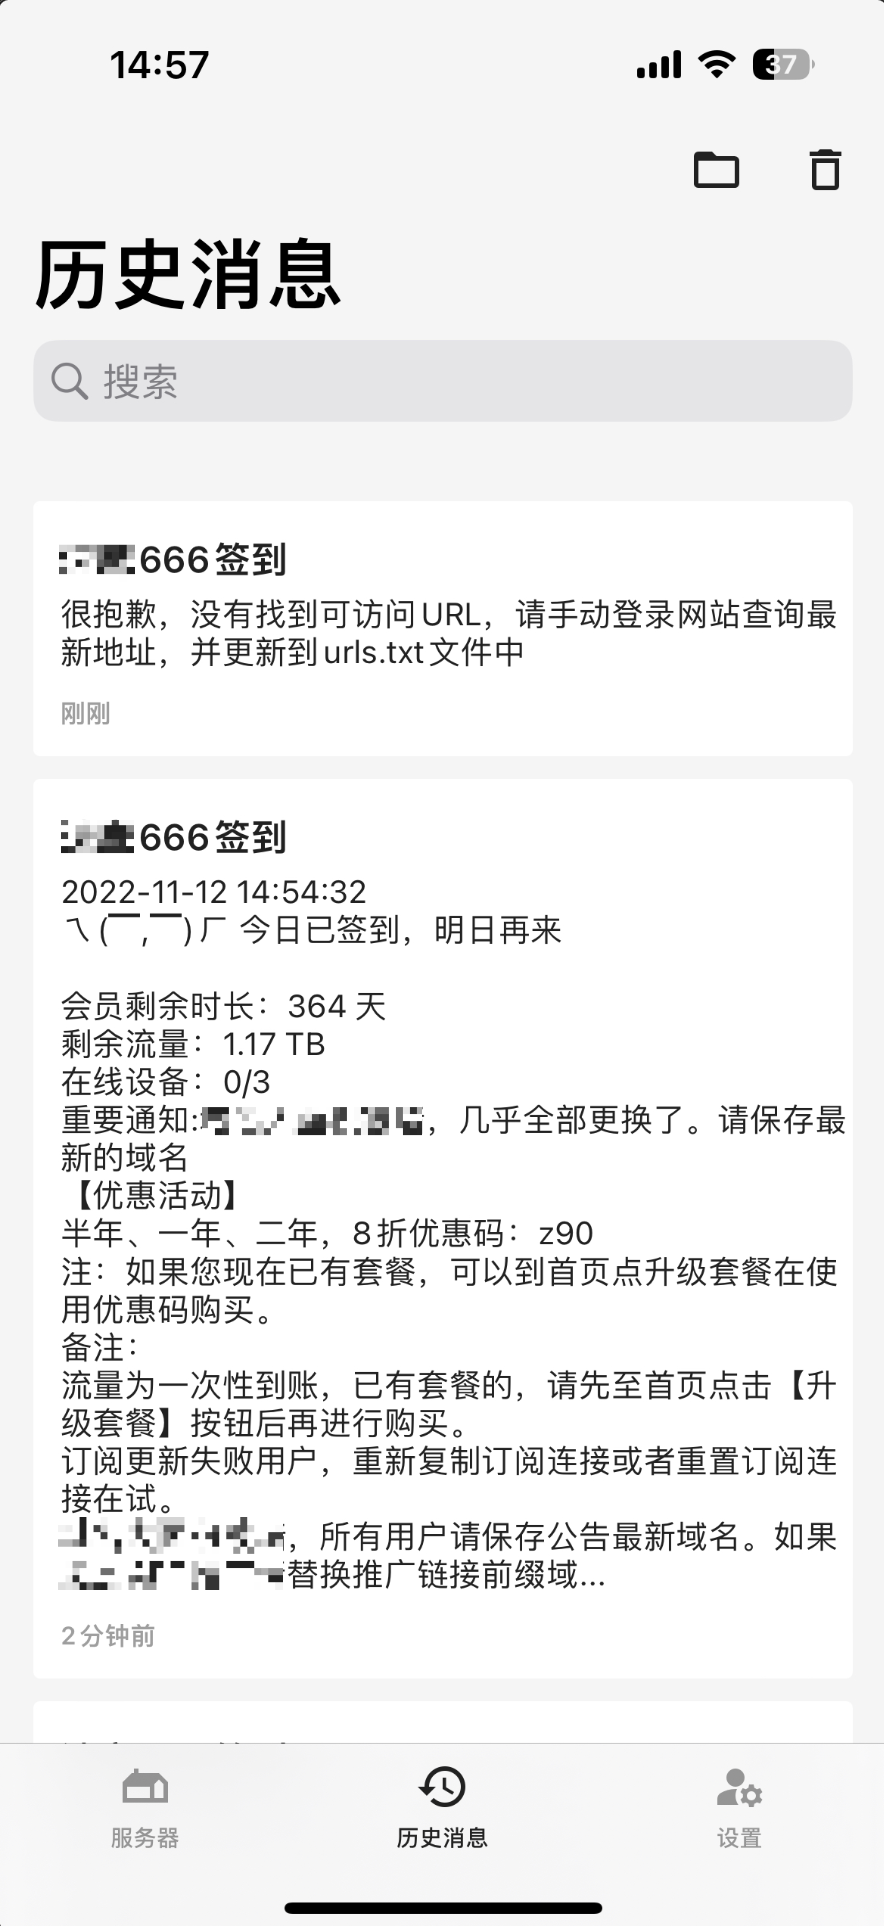 14:57
37
历史消息
搜索
666签到
很抱歉，没有找到可访问URL，请手动登录网站查询最
新地址，并更新到urls.txt文件中
刚刚
666签到
2022-11-12 14:54:32
ㄟ(￣,￣)ㄏ 今日已签到，明日再来
会员剩余时长：364 天
剩余流量：1.17 TB
在线设备：0/3
重要通知: ，几乎全部更换了。请保存最
新的域名
【优惠活动】
半年、一年、二年，8折优惠码：z90
注：如果您现在已有套餐，可以到首页点升级套餐在使
用优惠码购买。
备注：
流量为一次性到账，已有套餐的，请先至首页点击【升
级套餐】按钮后再进行购买。
订阅更新失败用户，重新复制订阅连接或者重置订阅连
接在试。
，所有用户请保存公告最新域名。如果
替换推广链接前缀域...
2分钟前
服务器
历史消息
设置